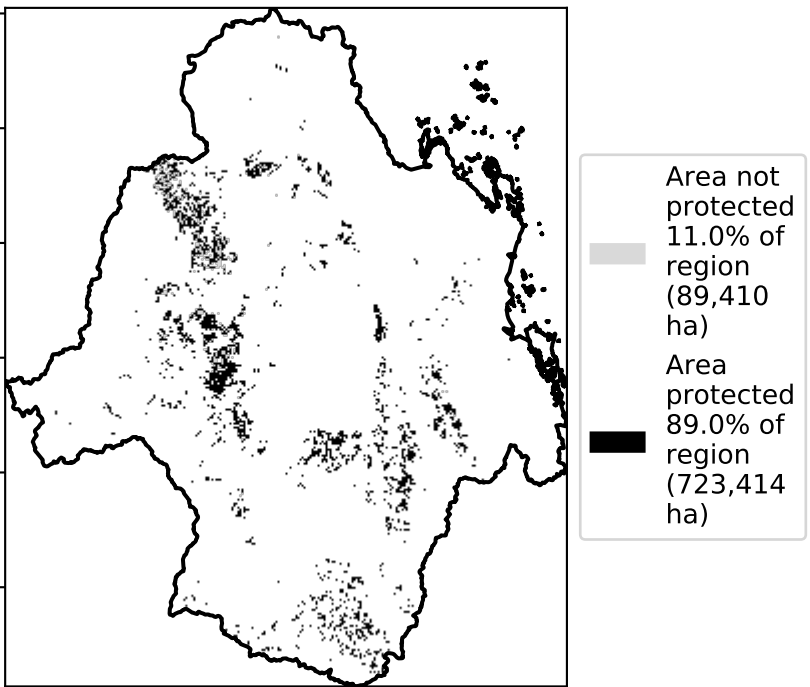 Area not
protected
11.0% of
region
(89,410
ha)
Area
protected
89.0% of
region
(723,414
ha)